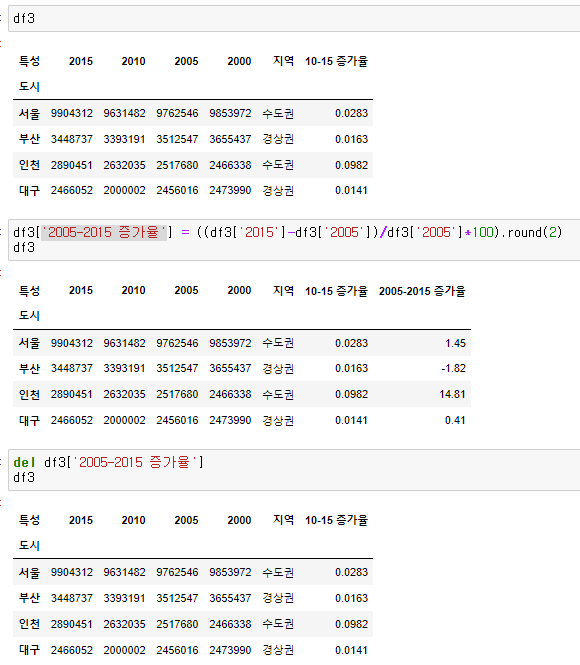 df3
특성 2015 2010 2005 2000 지역 10-15 증가율
도시
서울 9904312 9631482 9762546 9853972 수도권 0.0283
부산 3448737 3393191 3512547 3655437 경상권 0.0163
인천 2890451 2632035 2517680 2466338 수도권 0.0982
대구 2466052 2000002 2456016 2473990 경상권 0.0141
df3['2005-2015 증가율'] = ((df3['2015']-df3['2005'])/df3['2005']*100).round(2)
df3
특성 2015 2010 2005 2000 지역 10-15 증가율 2005-2015 증가율
도시
서울 9904312 9631482 9762546 9853972 수도권 0.0283 1.45
부산 3448737 3393191 3512547 3655437 경상권 0.0163 -1.82
인천 2890451 2632035 2517680 2466338 수도권 0.0982 14.81
대구 2466052 2000002 2456016 2473990 경상권 0.0141 0.41
del df3['2005-2015 증가율']
df3
특성 2015 2010 2005 2000 지역 10-15 증가율
도시
서울 9904312 9631482 9762546 9853972 수도권 0.0283
부산 3448737 3393191 3512547 3655437 경상권 0.0163
인천 2890451 2632035 2517680 2466338 수도권 0.0982
대구 2466052 2000002 2456016 2473990 경상권 0.0141